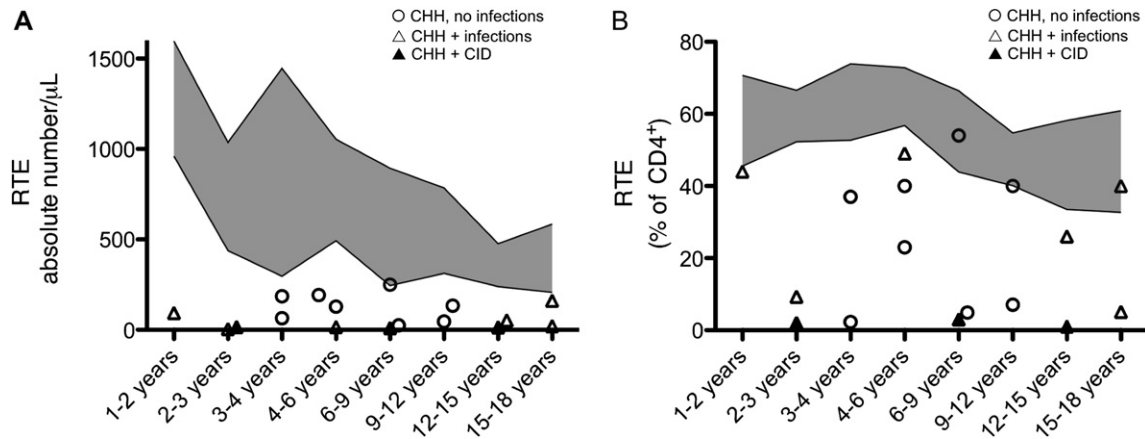 A
○ CHH, no infections
△ CHH + infections
▲ CHH + CID
RTE
absolute number/μL
1500
1000
500
0
1-2 years
2-3 years
3-4 years
4-6 years
6-9 years
9-12 years
12-15 years
15-18 years
B
○ CHH, no infections
△ CHH + infections
▲ CHH + CID
RTE
(% of CD4⁺)
80
60
40
20
0
1-2 years
2-3 years
3-4 years
4-6 years
6-9 years
9-12 years
12-15 years
15-18 years